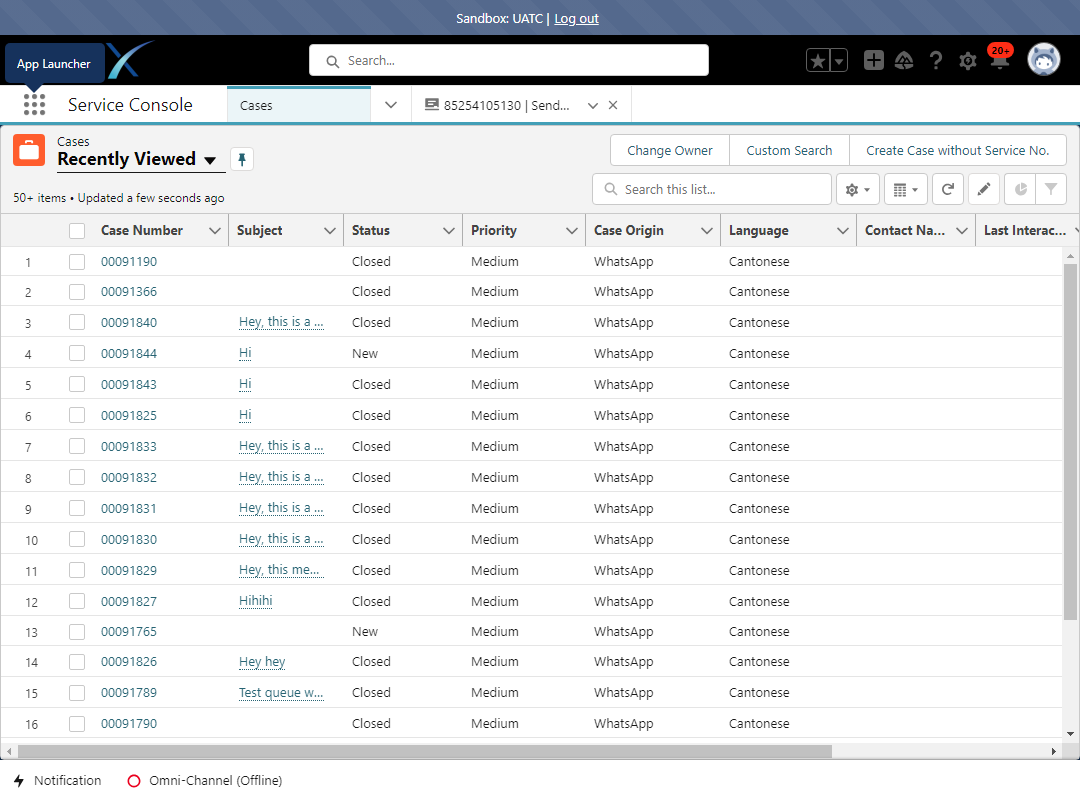 Sandbox: UATC | Log out
App Launcher
Search...
20+
Service Console
Cases
85254105130 | Send...
Cases
Recently Viewed
Change Owner
Custom Search
Create Case without Service No.
50+ items • Updated a few seconds ago
Search this list...
Case Number Subject Status Priority Case Origin Language Contact Na... Last Interac...
1 00091190 Closed Medium WhatsApp Cantonese
2 00091366 Closed Medium WhatsApp Cantonese
3 00091840 Hey, this is a ... Closed Medium WhatsApp Cantonese
4 00091844 Hi New Medium WhatsApp Cantonese
5 00091843 Hi Closed Medium WhatsApp Cantonese
6 00091825 Hi Closed Medium WhatsApp Cantonese
7 00091833 Hey, this is a ... Closed Medium WhatsApp Cantonese
8 00091832 Hey, this is a ... Closed Medium WhatsApp Cantonese
9 00091831 Hey, this is a ... Closed Medium WhatsApp Cantonese
10 00091830 Hey, this is a ... Closed Medium WhatsApp Cantonese
11 00091829 Hey, this me... Closed Medium WhatsApp Cantonese
12 00091827 Hihihi Closed Medium WhatsApp Cantonese
13 00091765 New Medium WhatsApp Cantonese
14 00091826 Hey hey Closed Medium WhatsApp Cantonese
15 00091789 Test queue w... Closed Medium WhatsApp Cantonese
16 00091790 Closed Medium WhatsApp Cantonese
Notification
Omni-Channel (Offline)